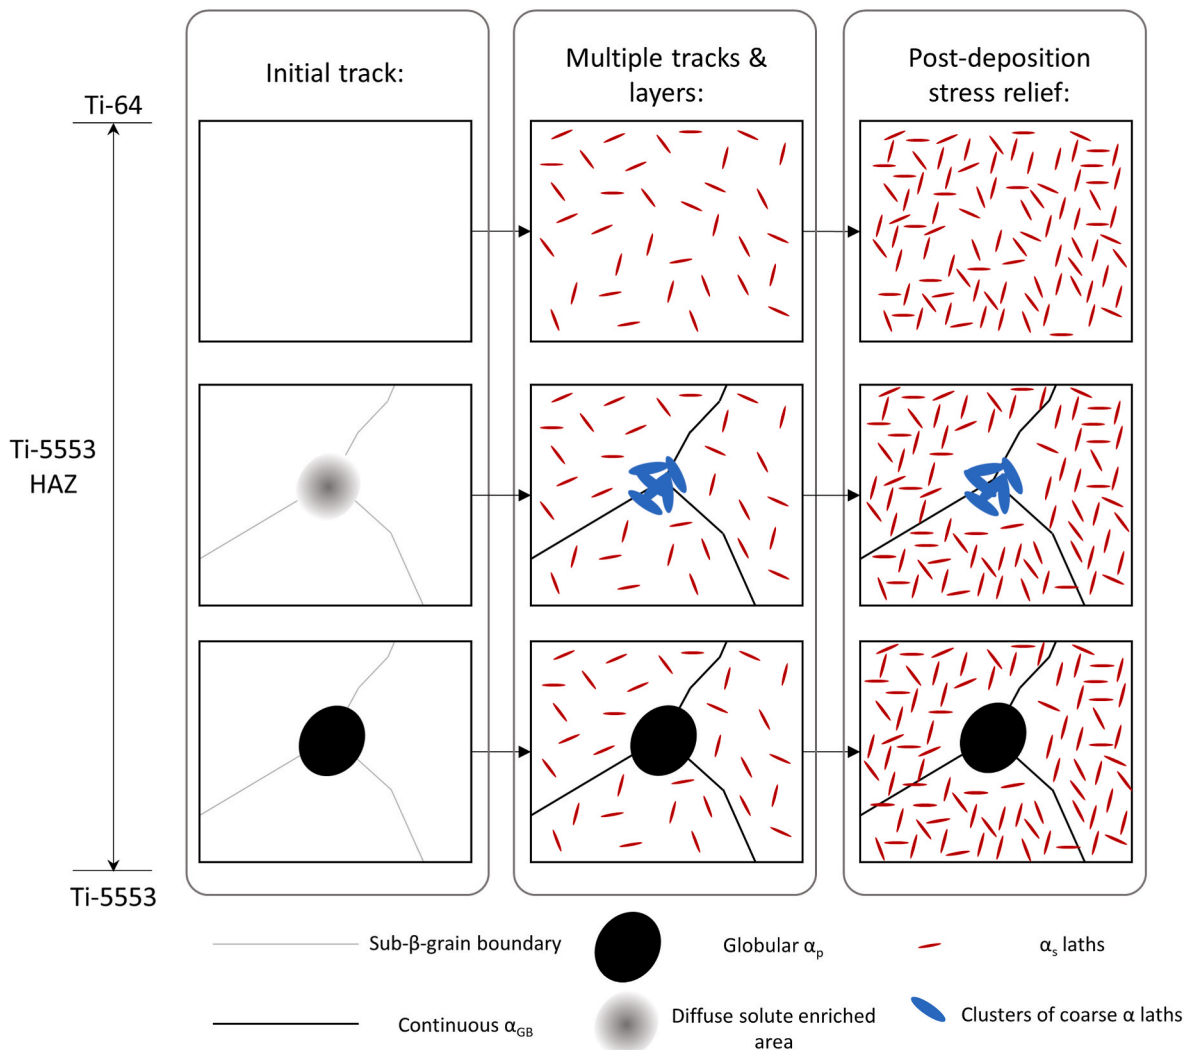 Initial track:
Multiple tracks &
layers:
Post-deposition
stress relief:
Ti-64
Ti-5553
HAZ
Ti-5553
Sub-β-grain boundary
Globular αp
αs laths
Continuous αGB
Diffuse solute enriched
area
Clusters of coarse α laths